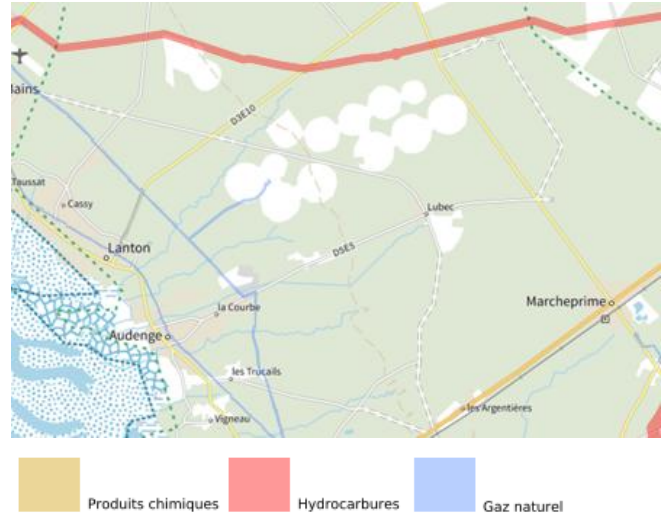 D3E10
ains
Taussat
Cassy
Lubec
Lanton
D5E5
Marcheprime
la Courbe
Audenge
les Trucails
les Argentières
Vigneau
Produits chimiques
Hydrocarbures
Gaz naturel